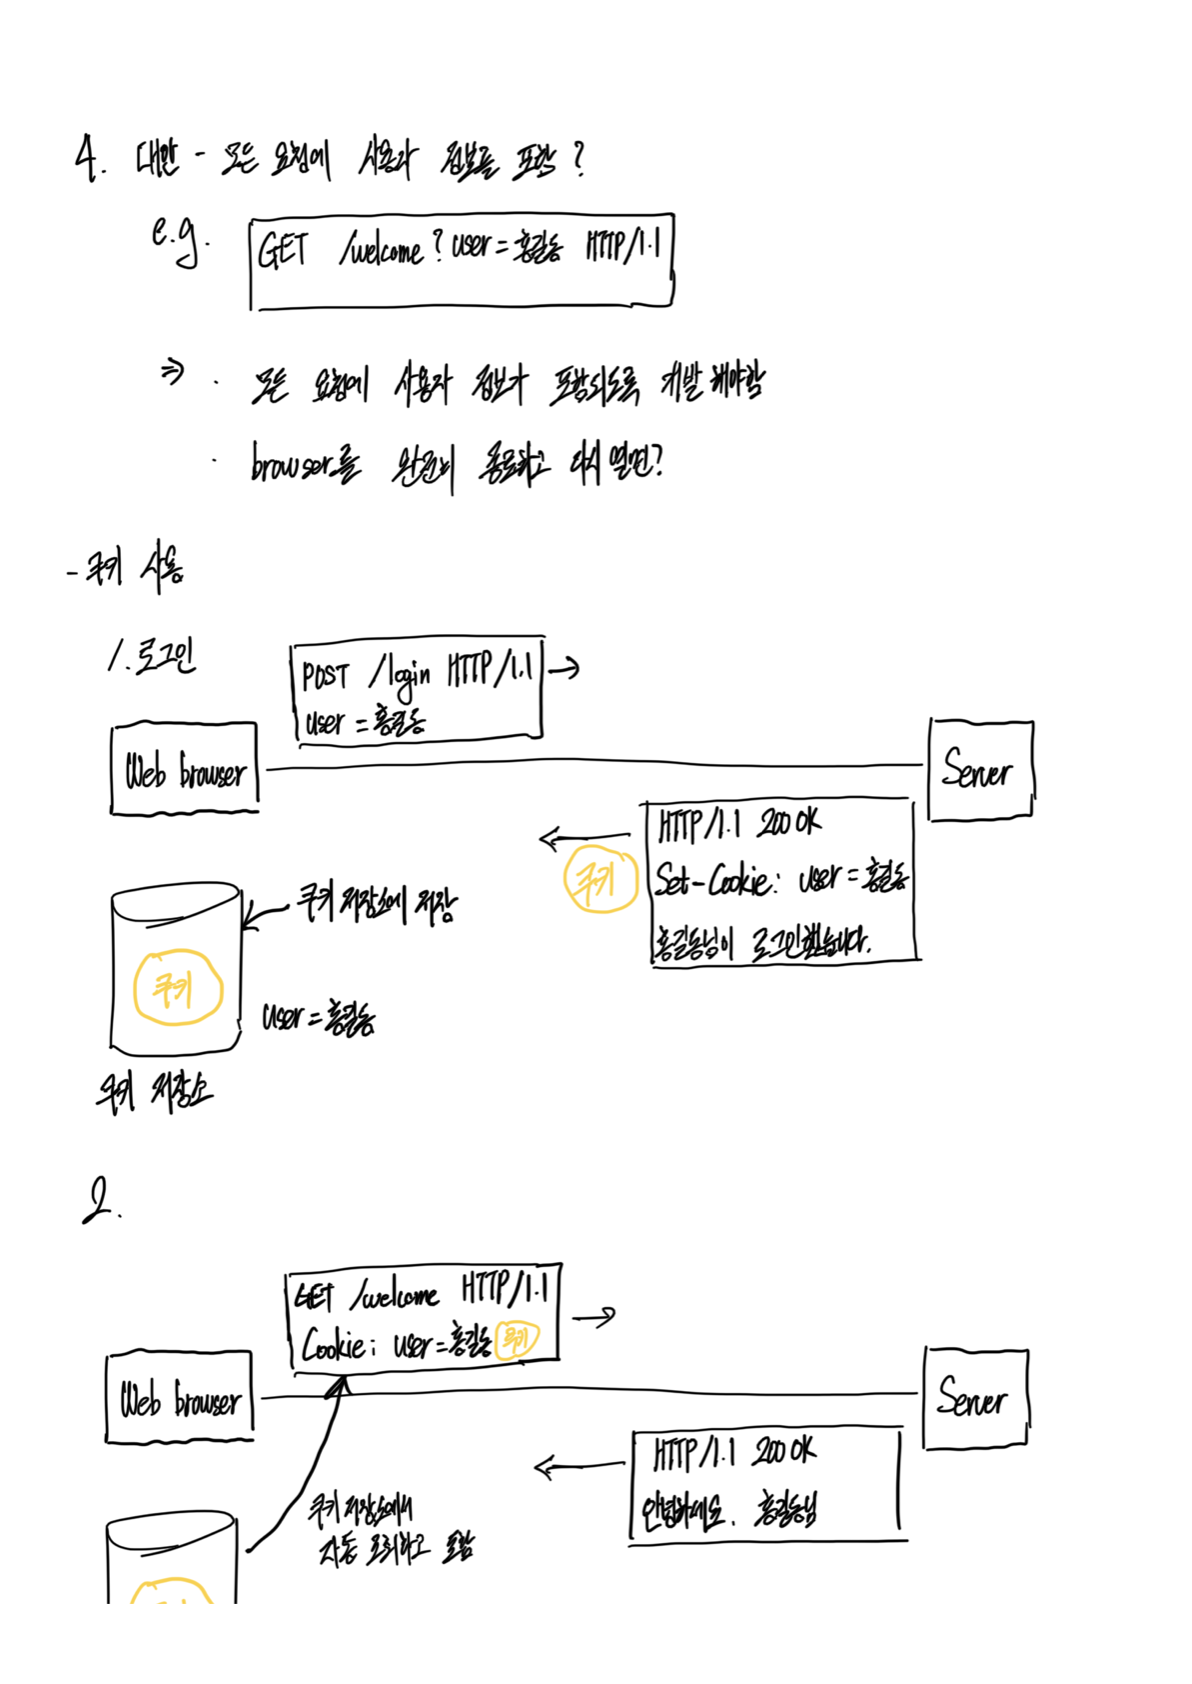 4. 대안 - 모든 요청에 사용자 정보를 포함?
e.g.
GET /welcome?user=홍길동 HTTP/1.1
⇒ · 모든 요청에 사용자 정보가 포함되도록 개발 해야함
· browser를 완전히 종료하고 다시 열면?
- 쿠키 사용
1. 로그인
POST /login HTTP/1.1 →
user=홍길동
Web browser
Server
← HTTP/1.1 200 OK
쿠키
Set-Cookie: user=홍길동
홍길동님이 로그인했습니다.
쿠키 저장소에 저장
쿠키
user=홍길동
쿠키 저장소
2.
GET /welcome HTTP/1.1 →
Cookie: user=홍길동 쿠키
Web browser
Server
← HTTP/1.1 200 OK
안녕하세요. 홍길동님
쿠키 저장소에서
자동 조회하고 포함